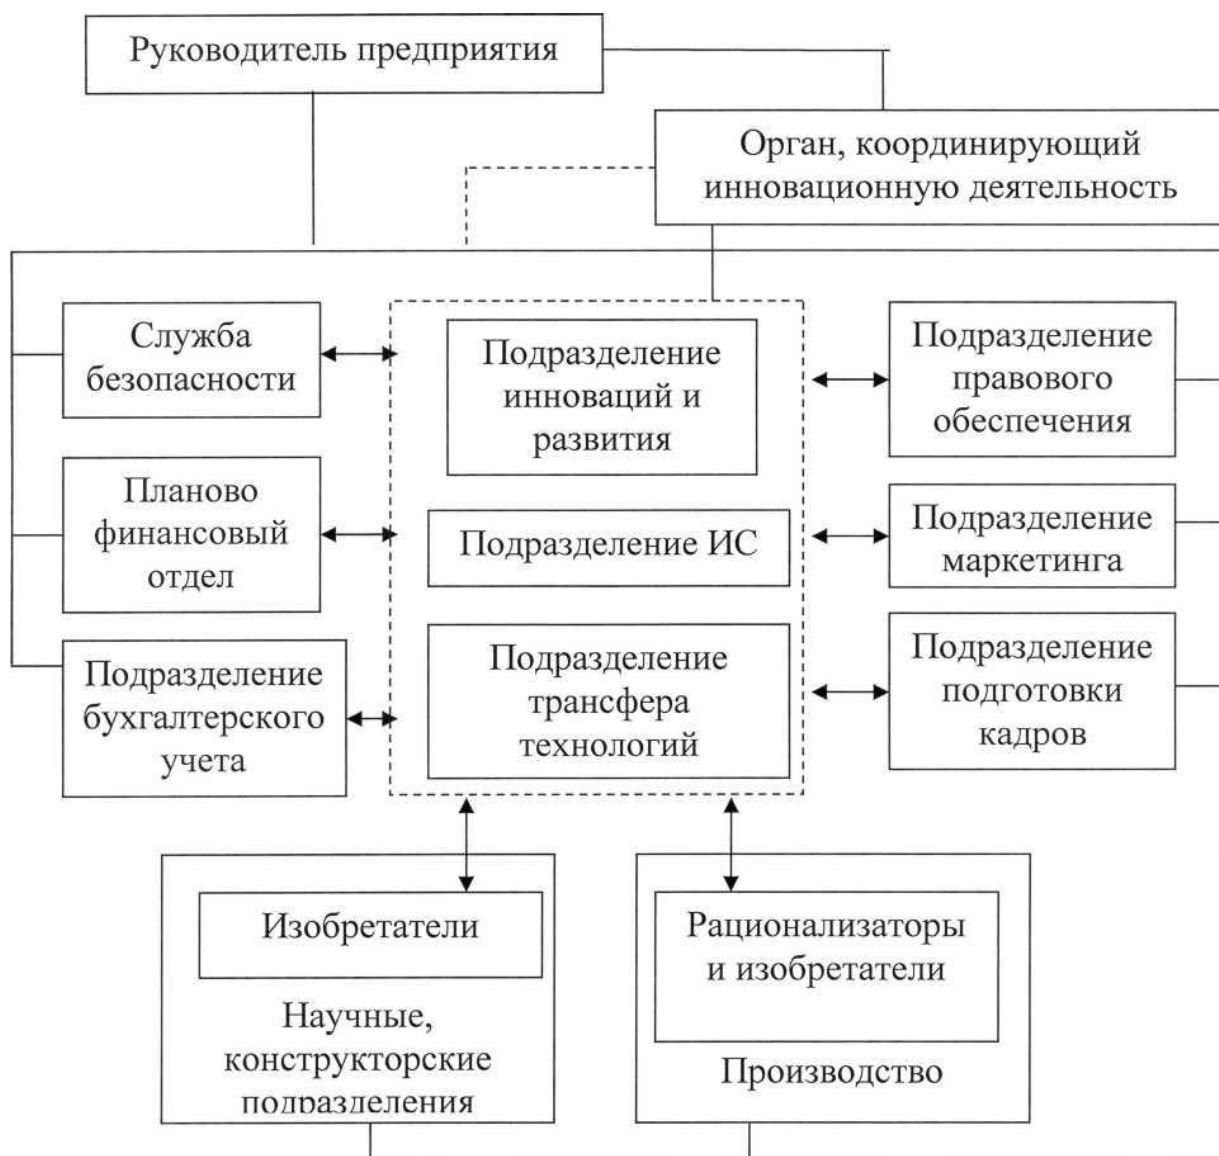 Руководитель предприятия
Орган, координирующий
инновационную деятельность
Служба
безопасности
Подразделение
инноваций и
развития
Подразделение
правового
обеспечения
Планово
финансовый
отдел
Подразделение ИС
Подразделение
маркетинга
Подразделение
бухгалтерского
учета
Подразделение
трансфера
технологий
Подразделение
подготовки
кадров
Изобретатели
Научные,
конструкторские
подразделения
Рационализаторы
и изобретатели
Производство